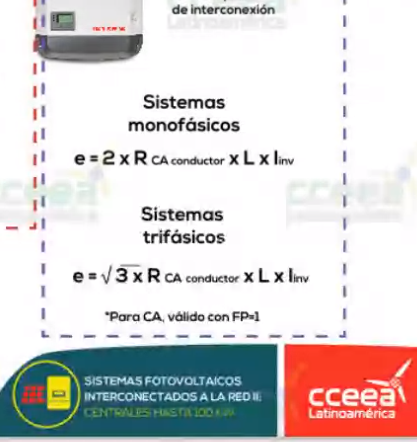 de interconexión
Sistemas
monofásicos
e = 2 x R CA conductor x L x Iinv
Sistemas
trifásicos
e = √3 x R CA conductor x L x Iinv
*Para CA, válido con FP=1
SISTEMAS FOTOVOLTAICOS
INTERCONECTADOS A LA RED II:
CENTRALES HASTA 100 kW
cceea
Latinoamérica